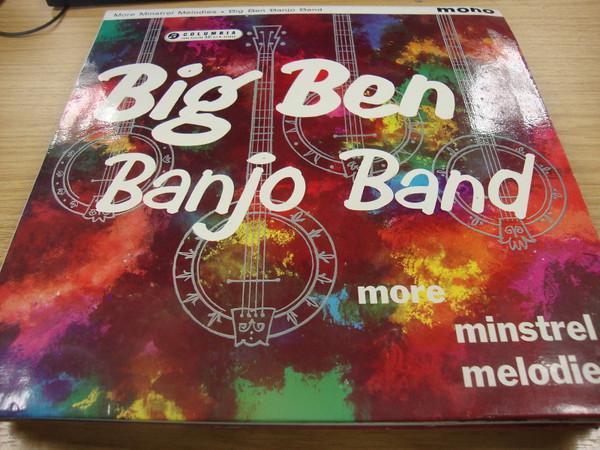 More Minstrel Melodies • Big Ben Banjo Band
mono
COLUMBIA
Big Ben
Banjo Band
more
minstrel
melodie